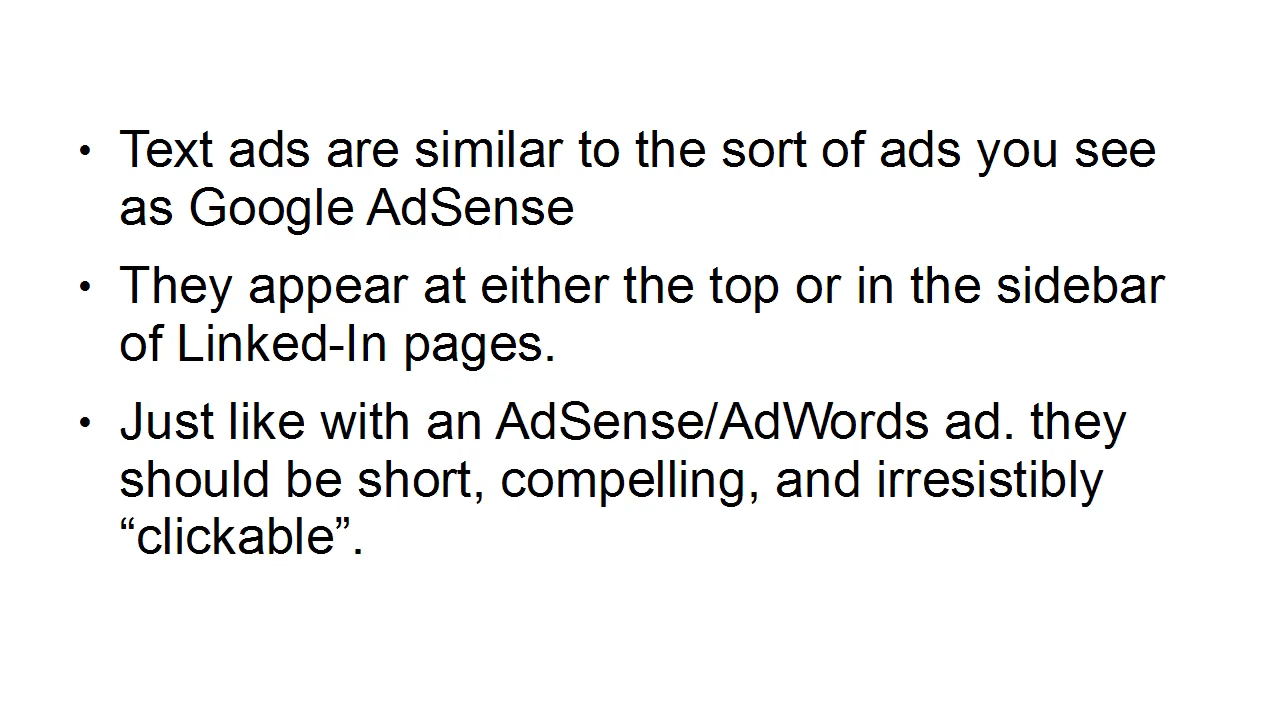 • Text ads are similar to the sort of ads you see
as Google AdSense
• They appear at either the top or in the sidebar
of Linked-In pages.
• Just like with an AdSense/AdWords ad. they
should be short, compelling, and irresistibly
“clickable”.